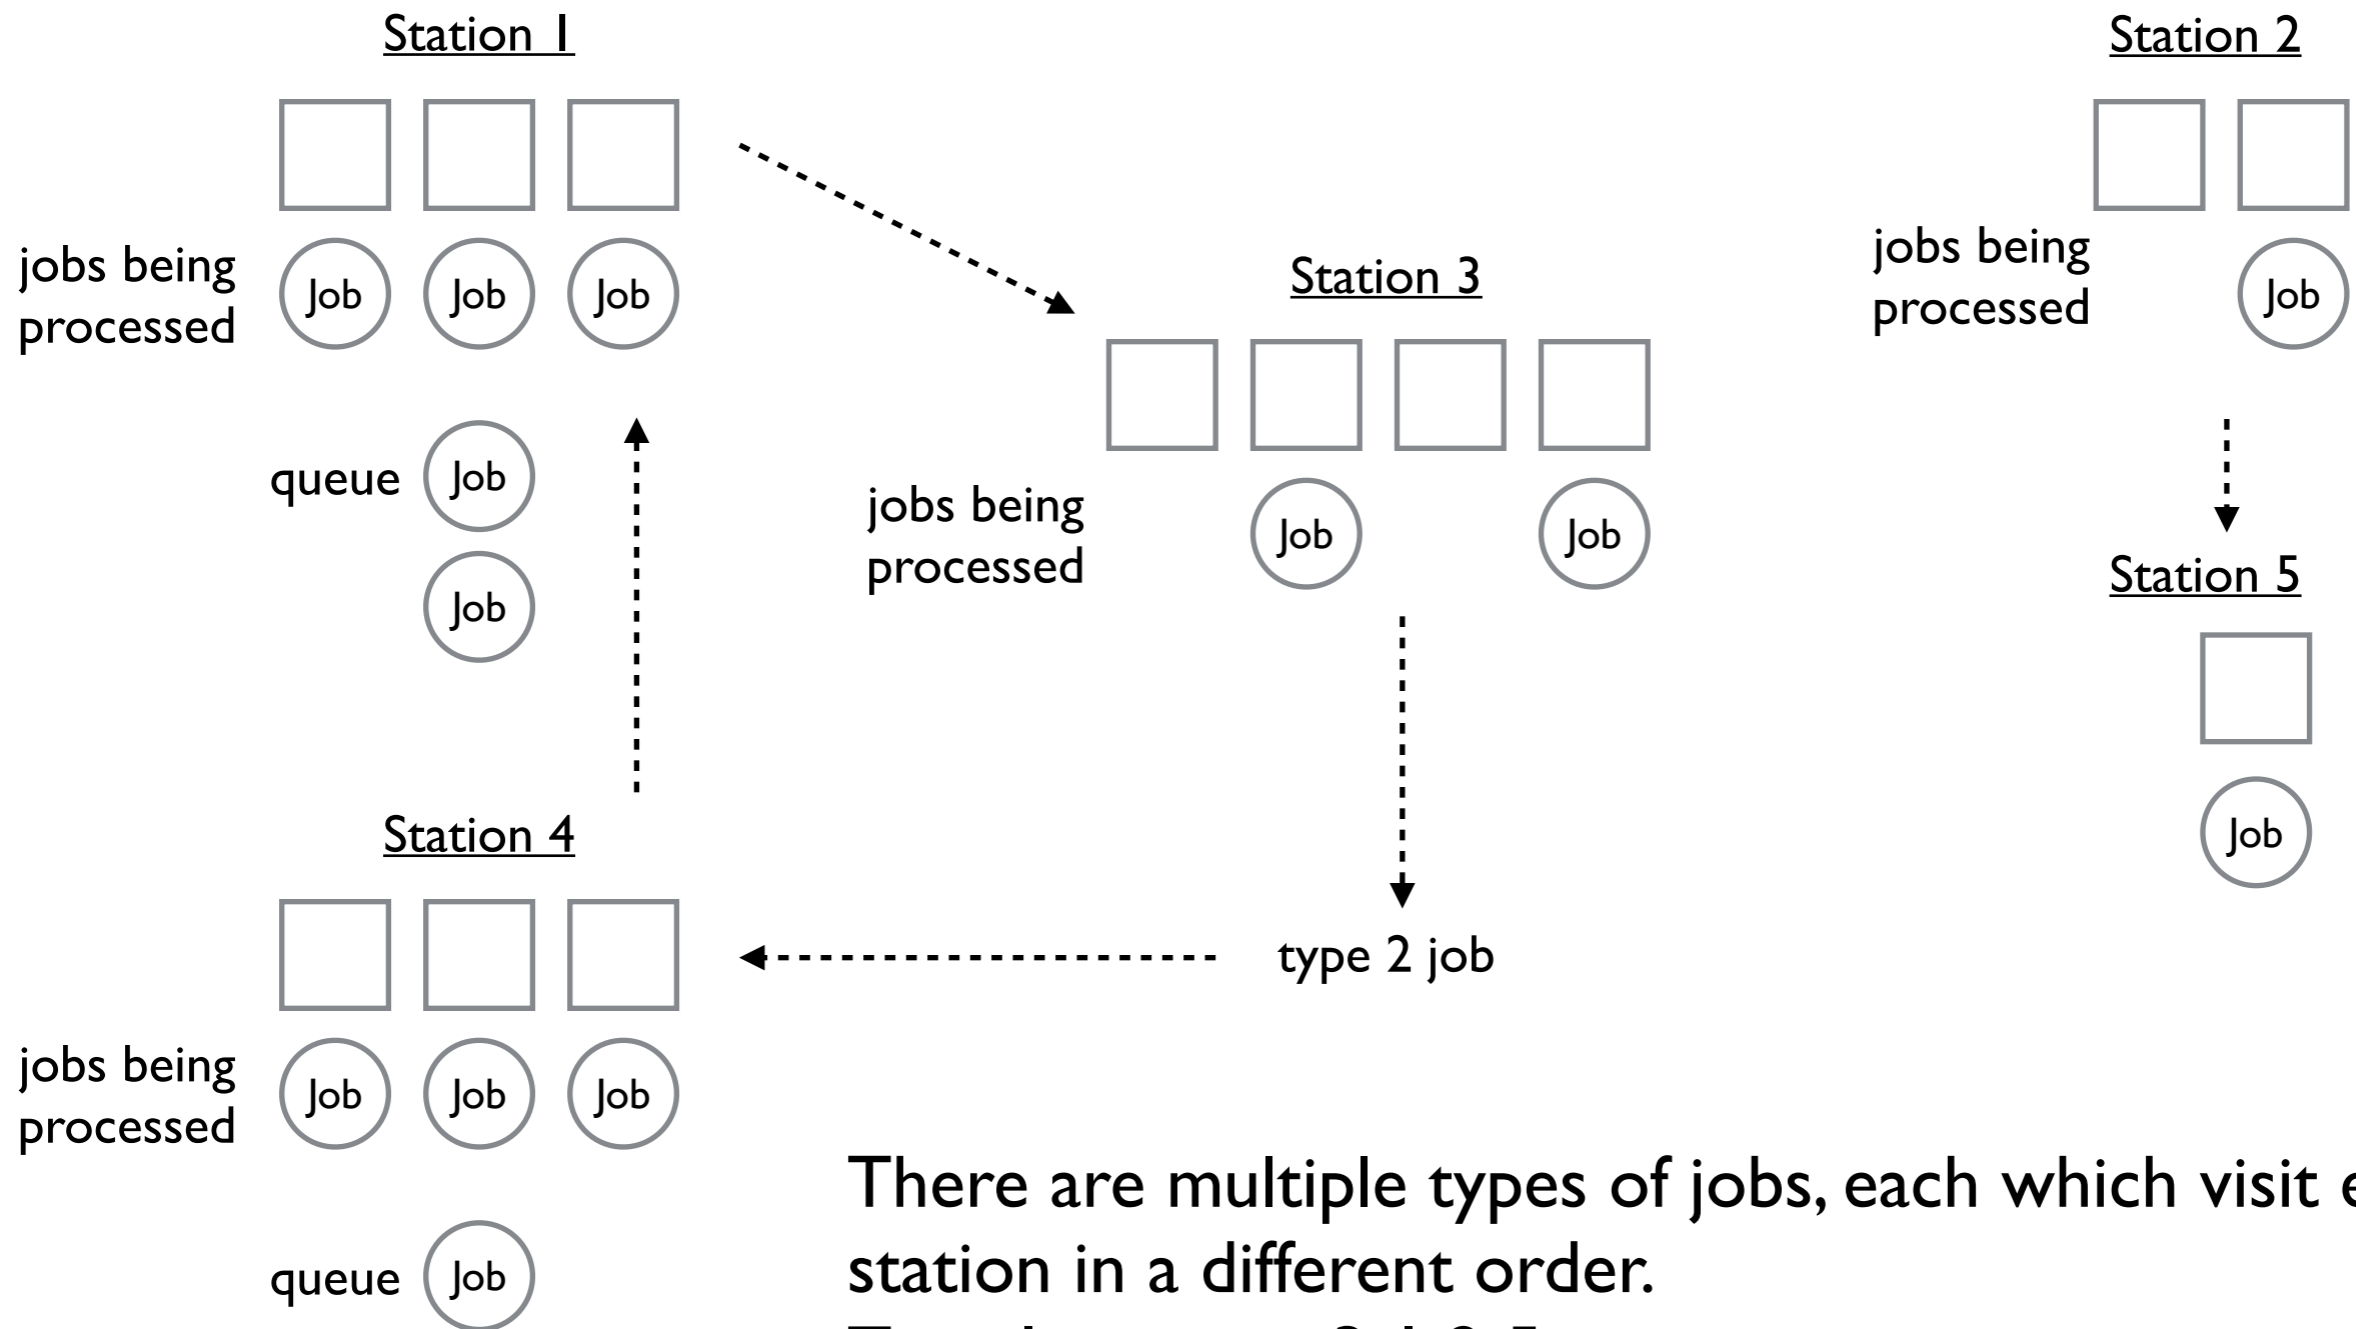 Station 1
Station 2
jobs being
processed
Job Job Job
jobs being
processed
Job
Station 3
queue Job
Job
jobs being
processed
Job Job
Station 5
Job
Station 4
type 2 job
jobs being
processed
Job Job Job
There are multiple types of jobs, each which visit
station in a different order.
queue Job